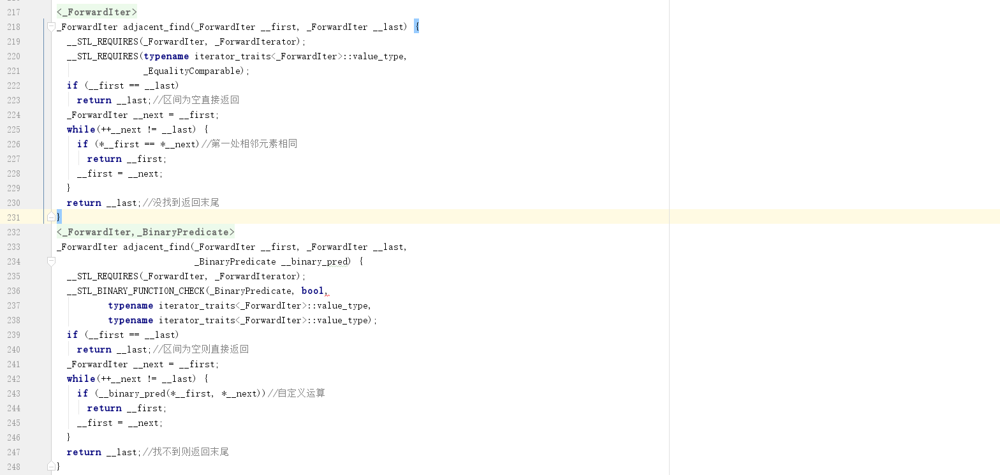 217 <_ForwardIter>
218 _ForwardIter adjacent_find(_ForwardIter __first, _ForwardIter __last) {
219 __STL_REQUIRES(_ForwardIter, _ForwardIterator);
220 __STL_REQUIRES(typename iterator_traits<_ForwardIter>::value_type,
221 _EqualityComparable);
222 if (__first == __last)
223 return __last;//区间为空直接返回
224 _ForwardIter __next = __first;
225 while(++__next != __last) {
226 if (*__first == *__next)//第一处相邻元素相同
227 return __first;
228 __first = __next;
229 }
230 return __last;//没找到返回末尾
231 }
232 <_ForwardIter,_BinaryPredicate>
233 _ForwardIter adjacent_find(_ForwardIter __first, _ForwardIter __last,
234 _BinaryPredicate __binary_pred) {
235 __STL_REQUIRES(_ForwardIter, _ForwardIterator);
236 __STL_BINARY_FUNCTION_CHECK(_BinaryPredicate, bool,
237 typename iterator_traits<_ForwardIter>::value_type,
238 typename iterator_traits<_ForwardIter>::value_type);
239 if (__first == __last)
240 return __last;//区间为空则直接返回
241 _ForwardIter __next = __first;
242 while(++__next != __last) {
243 if (__binary_pred(*__first, *__next))//自定义运算
244 return __first;
245 __first = __next;
246 }
247 return __last;//找不到则返回末尾
248 }